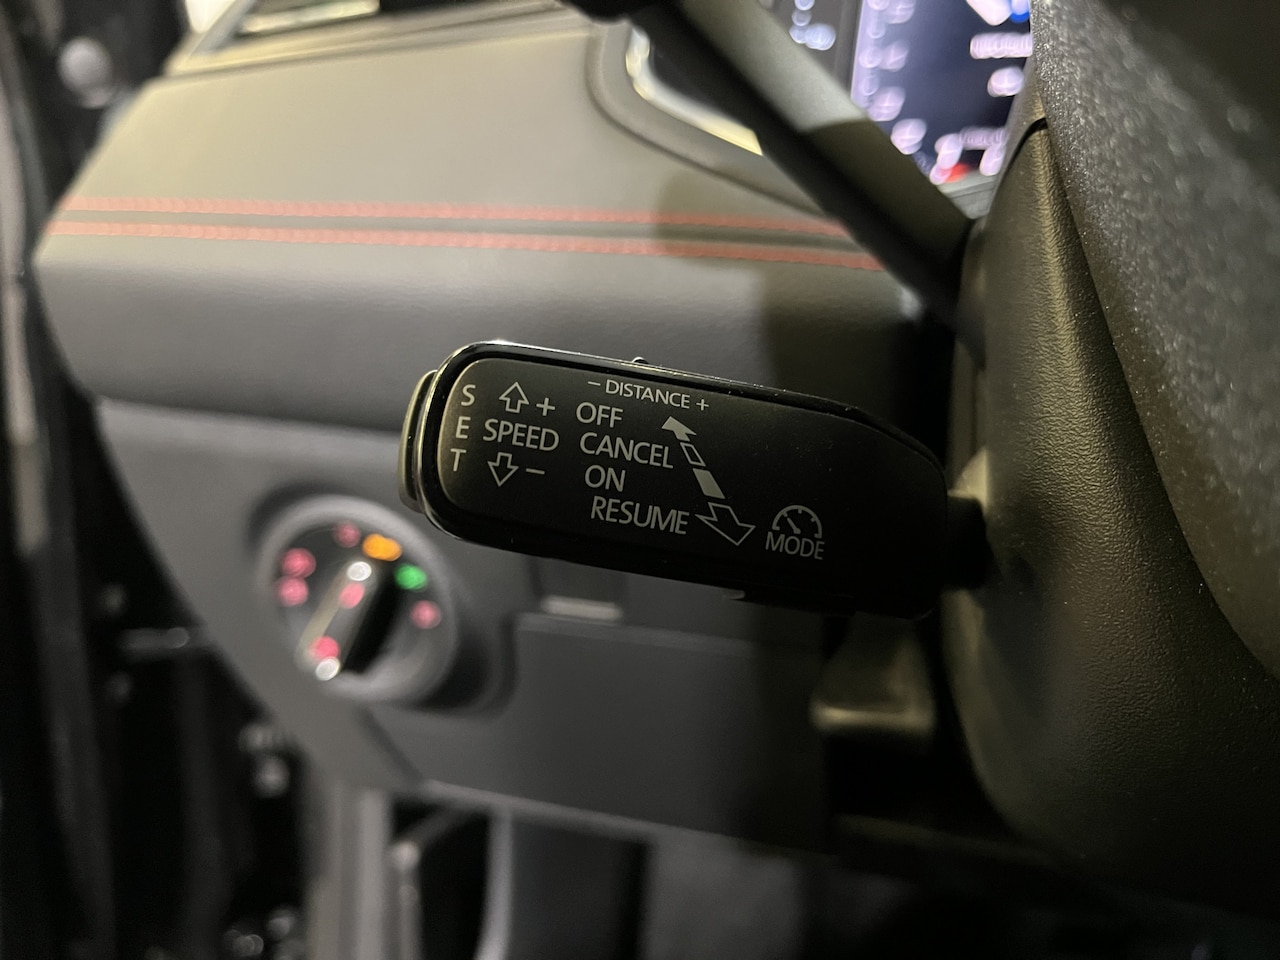 S
E
T
+
SPEED
−
− DISTANCE +
OFF
CANCEL
ON
RESUME
MODE